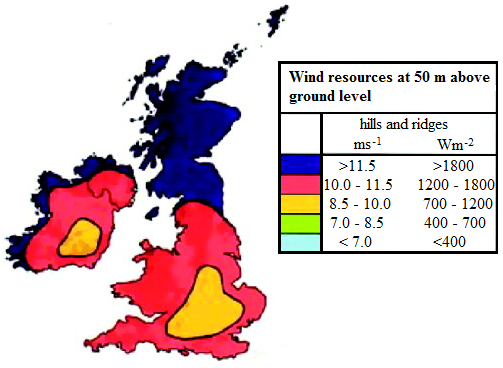 Wind resources at 50 m above
ground level
hills and ridges
ms-1 Wm-2
>11.5 >1800
10.0 - 11.5 1200 - 1800
8.5 - 10.0 700 - 1200
7.0 - 8.5 400 - 700
< 7.0 <400